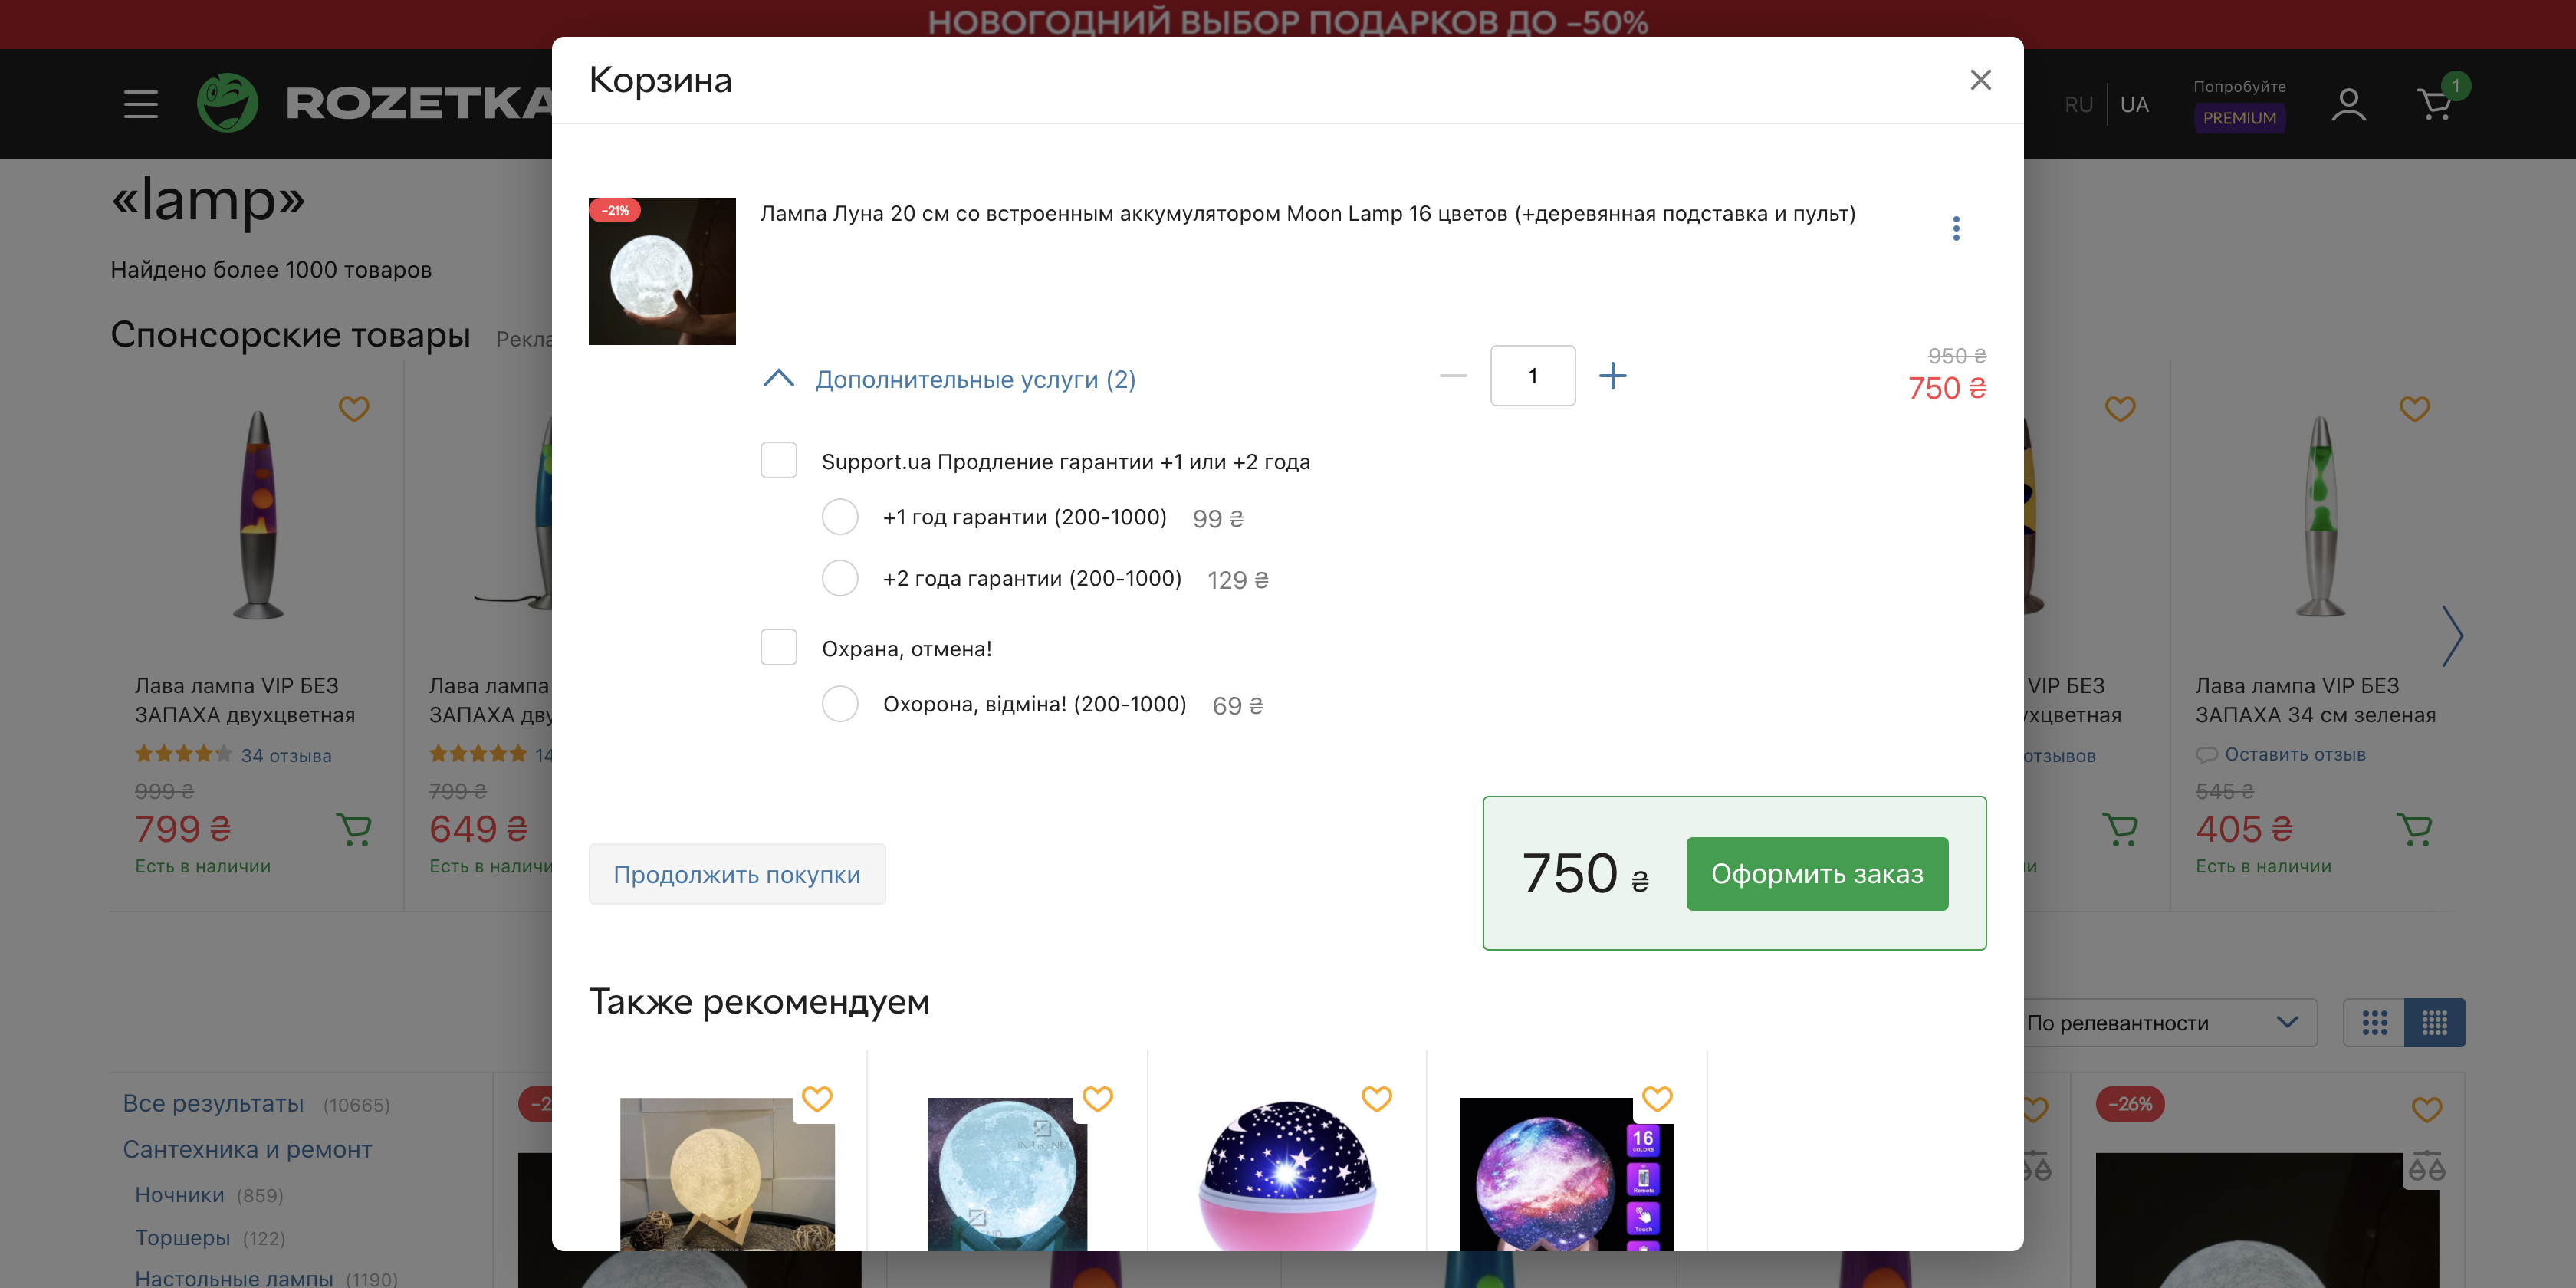 НОВОГОДНИЙ ВЫБОР ПОДАРКОВ ДО -50%
ROZETKA
RU | UA
Попробуйте
PREMIUM
1
«lamp»
Найдено более 1000 товаров
Спонсорские товары
Лава лампа VIP БЕЗ
ЗАПАХА двухцветная
34 отзыва
999 ₴
799 ₴
Есть в наличии
Лава лампа
ЗАПАХА
14
799 ₴
649 ₴
Есть в
Корзина
-21%
Лампа Луна 20 см со встроенным аккумулятором Moon Lamp 16 цветов (+деревянная подставка и пульт)
Дополнительные услуги (2)
1
950 ₴
750 ₴
Support.ua Продление гарантии +1 или +2 года
+1 год гарантии (200-1000) 99 ₴
+2 года гарантии (200-1000) 129 ₴
Охрана, отмена!
Охорона, відміна! (200-1000) 69 ₴
Продолжить покупки
750 ₴
Оформить заказ
Также рекомендуем
INTREND
16
COLORS
Remote
Touch
VIP БЕЗ
отзывов
Лава лампа VIP БЕЗ
ЗАПАХА 34 см зеленая
Оставить отзыв
545 ₴
405 ₴
Есть в наличии
По релевантности
Все результаты (10665)
Сантехника и ремонт
Ночники (859)
Торшеры (122)
Настольные лампы (1190)
-26%